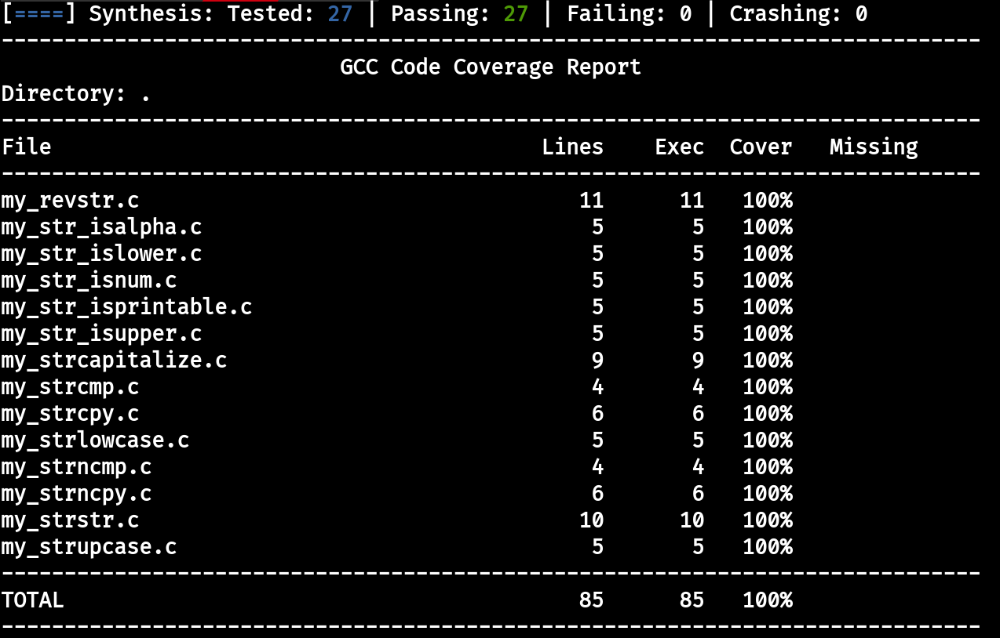 [====] Synthesis: Tested: 27 | Passing: 27 | Failing: 0 | Crashing: 0
------------------------------------------------------------------------------
GCC Code Coverage Report
Directory: .
------------------------------------------------------------------------------
File Lines Exec Cover Missing
------------------------------------------------------------------------------
my_revstr.c 11 11 100%
my_str_isalpha.c 5 5 100%
my_str_islower.c 5 5 100%
my_str_isnum.c 5 5 100%
my_str_isprintable.c 5 5 100%
my_str_isupper.c 5 5 100%
my_strcapitalize.c 9 9 100%
my_strcmp.c 4 4 100%
my_strcpy.c 6 6 100%
my_strlowcase.c 5 5 100%
my_strncmp.c 4 4 100%
my_strncpy.c 6 6 100%
my_strstr.c 10 10 100%
my_strupcase.c 5 5 100%
------------------------------------------------------------------------------
TOTAL 85 85 100%
------------------------------------------------------------------------------